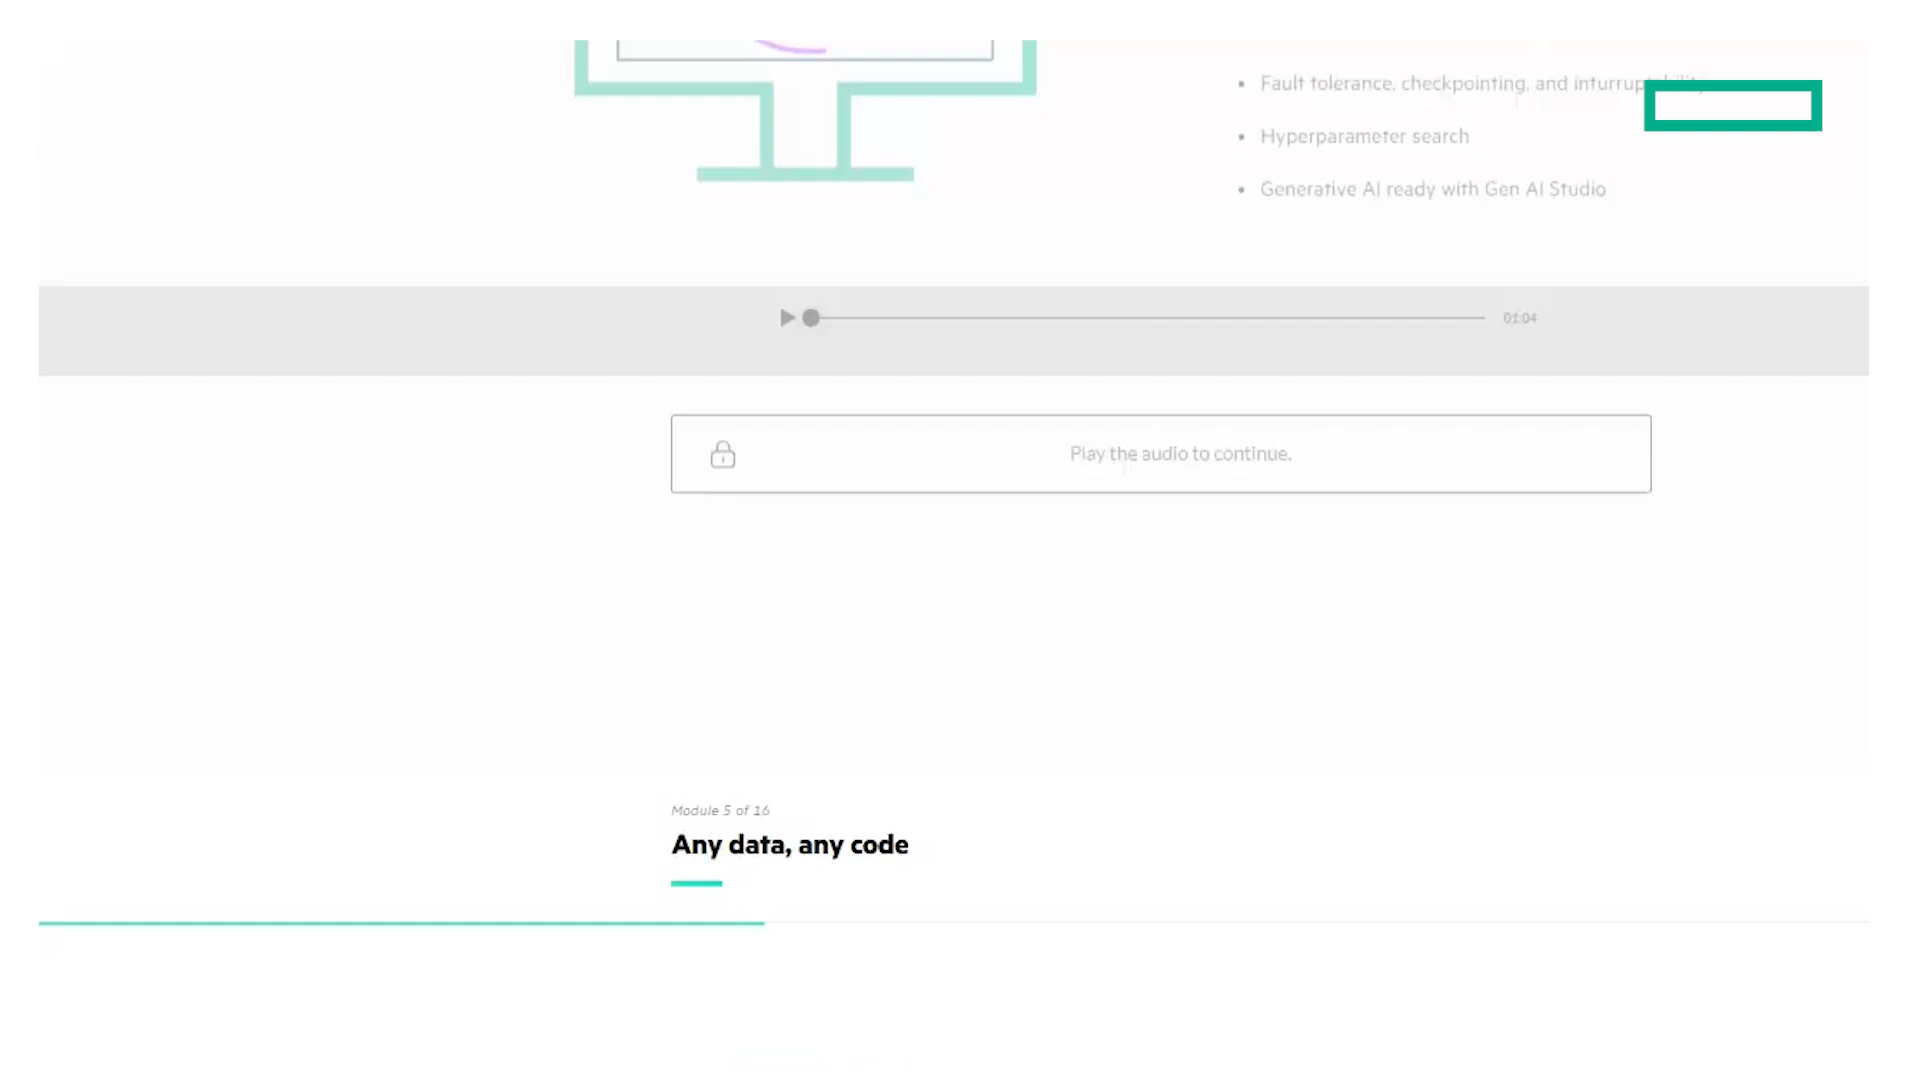 Fault tolerance, checkpointing, and inturruptability
Hyperparameter search
Generative AI ready with Gen AI Studio
01:04
Play the audio to continue.
Module 5 of 16
Any data, any code